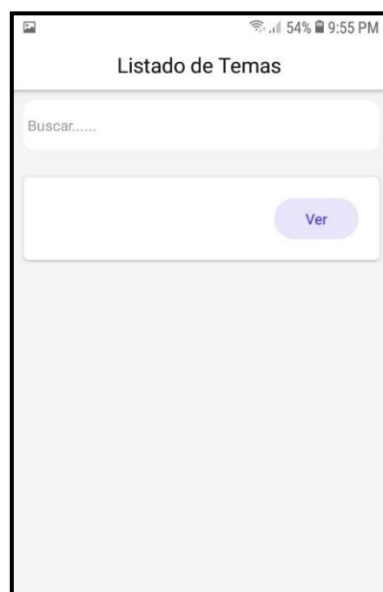 54% 9:55 PM
Listado de Temas
Buscar......
Ver